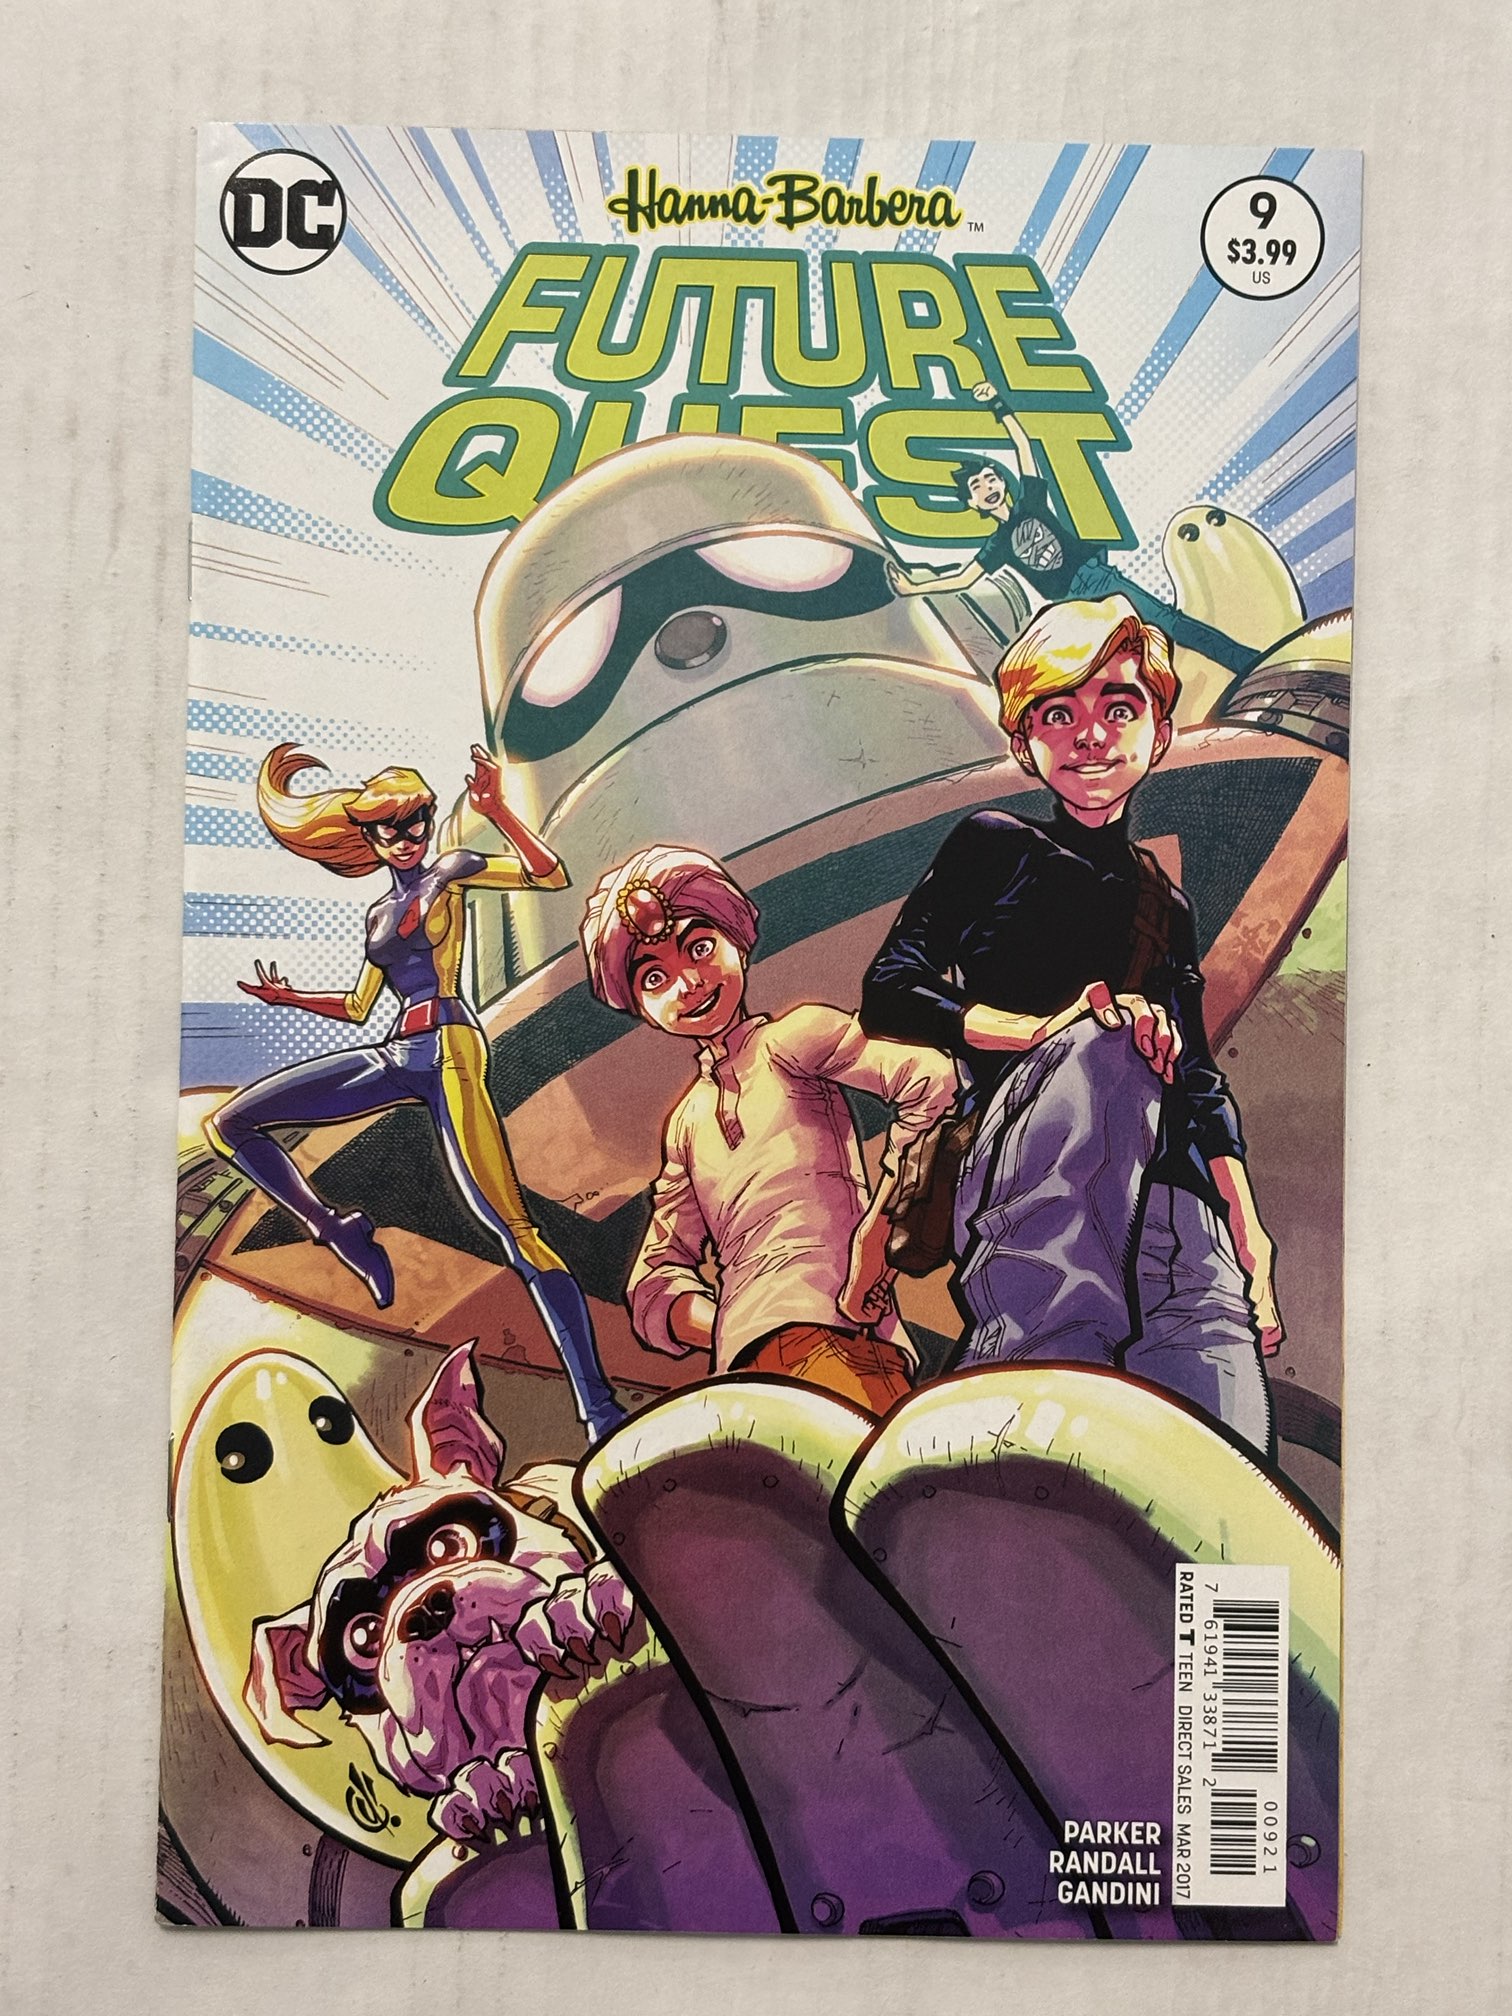 DC
Hanna-Barbera TM
9
$3.99
US
FUTURE
QUEST
PARKER
RANDALL
GANDINI
RATED T TEEN DIRECT SALES MAR 2017
7 61941 33871 2
00921